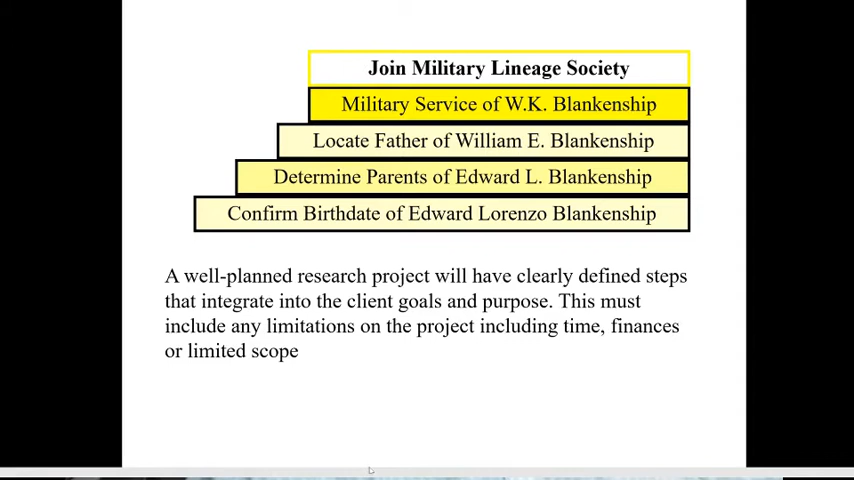 Join Military Lineage Society
Military Service of W.K. Blankenship
Locate Father of William E. Blankenship
Determine Parents of Edward L. Blankenship
Confirm Birthdate of Edward Lorenzo Blankenship
A well-planned research project will have clearly defined steps
that integrate into the client goals and purpose. This must
include any limitations on the project including time, finances
or limited scope